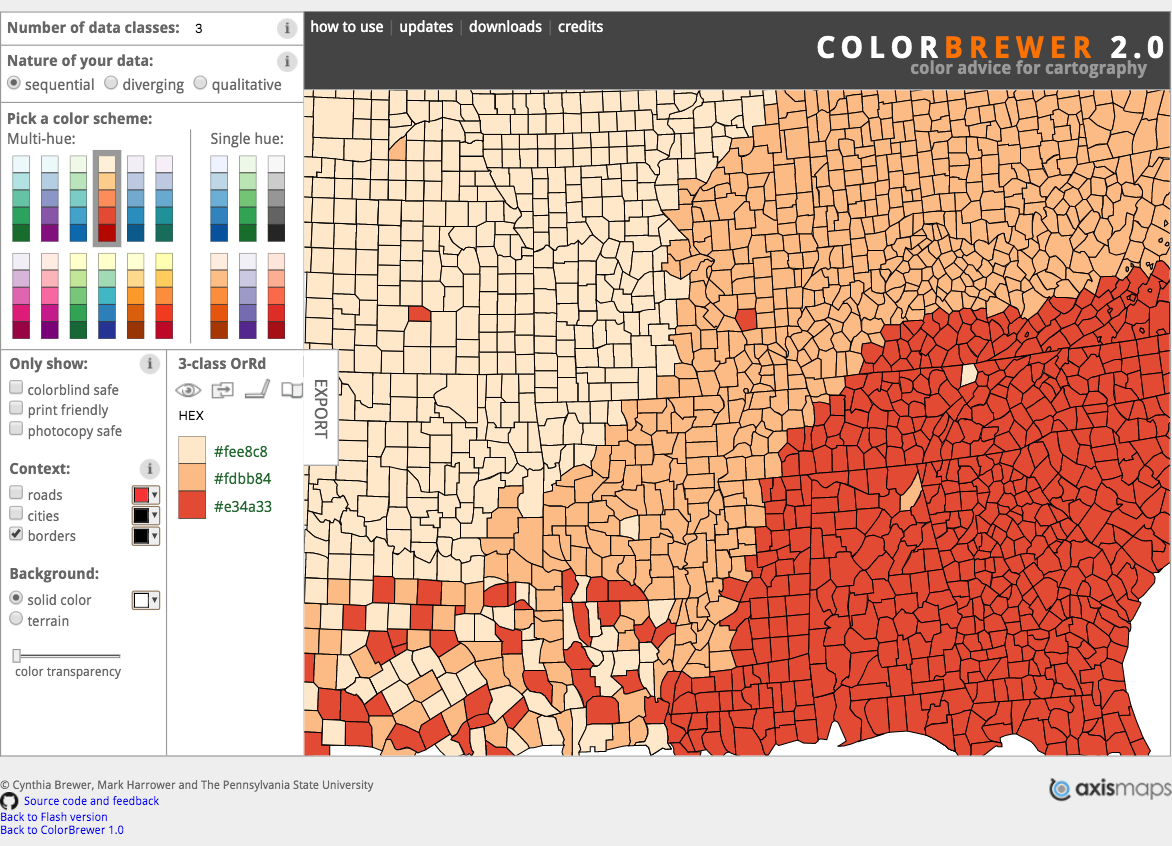 Number of data classes: 3
i
how to use | updates | downloads | credits
COLORBREWER 2.0
color advice for cartography
Nature of your data:
i
sequential diverging qualitative
Pick a color scheme:
Multi-hue: Single hue:
Only show:
i
colorblind safe
print friendly
photocopy safe
Context:
i
roads
cities
borders
Background:
solid color
terrain
color transparency
3-class OrRd
HEX
#fee8c8
#fdbb84
#e34a33
EXPORT
© Cynthia Brewer, Mark Harrower and The Pennsylvania State University
Source code and feedback
Back to Flash version
Back to ColorBrewer 1.0
axismaps